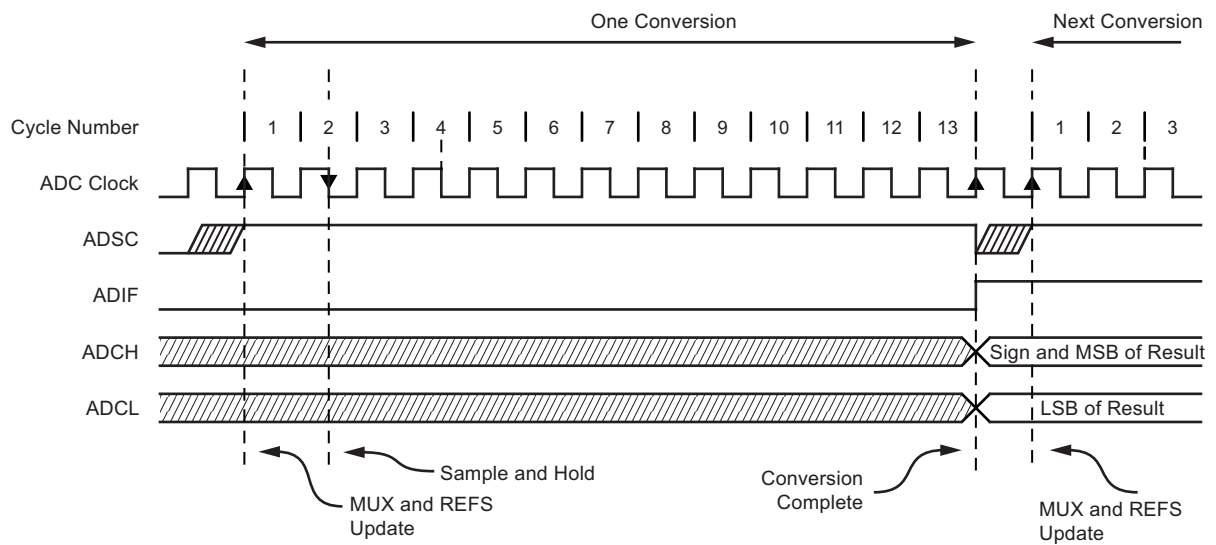 One Conversion
Next Conversion
Cycle Number 1 2 3 4 5 6 7 8 9 10 11 12 13 1 2 3
ADC Clock
ADSC
ADIF
ADCH
Sign and MSB of Result
ADCL
LSB of Result
Sample and Hold
MUX and REFS
Update
Conversion
Complete
MUX and REFS
Update